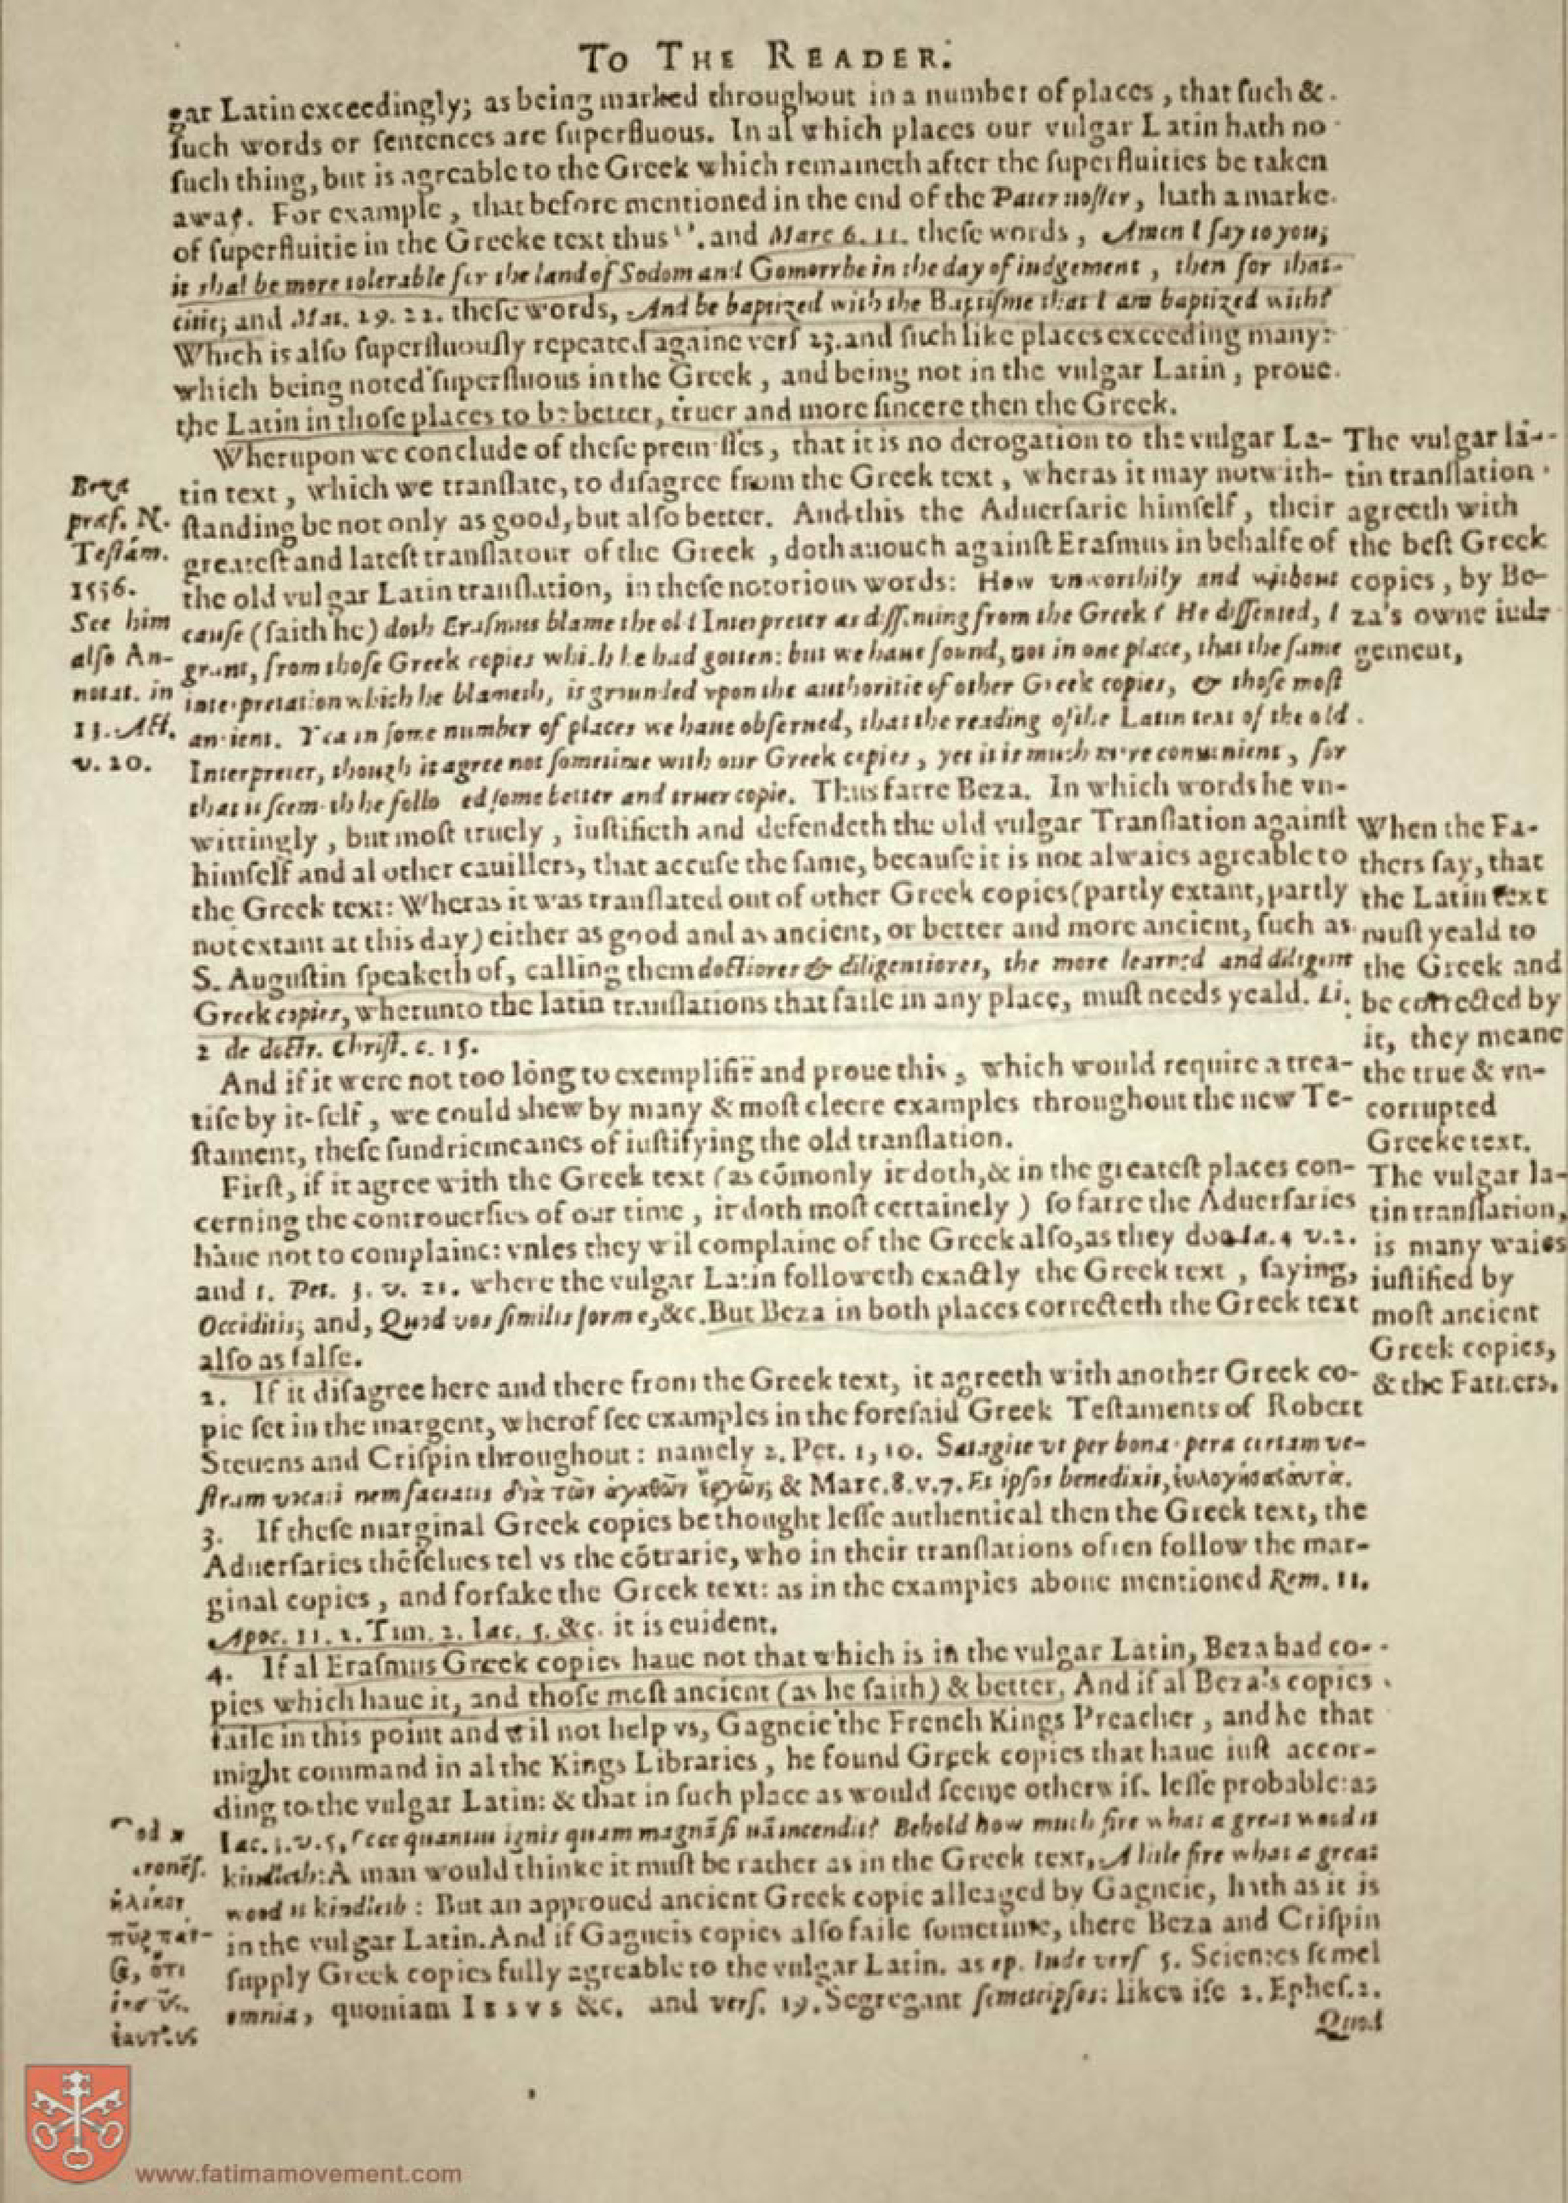 TO THE READER.
gar Latin exceedingly; as being marked throughout in a number of places, that ſuch &
ſuch words or ſentences are ſuperfluous. In al which places our vulgar Latin hath no
ſuch thing, but is agreable to the Greek which remaineth after the ſuperfluities be taken
away. For example, that before mentioned in the end of the Pater noſter, hath a marke
of ſuperfluitie in the Greeke text thus . and Marc 6. 11. theſe words, Amen I ſay to you,
it shal be more tolerable for the land of Sodom and Gomorrhe in the day of iudgement, then for that
citie; and Mat. 19. 22. theſe words, And be baptized with the Baptiſme that I am baptized with?
Which is alſo ſuperfluouſly repeated againe verſ 23. and ſuch like places exceeding many:
which being noted ſuperfluous in the Greek, and being not in the vulgar Latin, proue
the Latin in thoſe places to be better, truer and more ſincere then the Greek.
Wherupon we conclude of theſe premiſſes, that it is no derogation to the vulgar La-
tin text, which we tranſlate, to diſagree from the Greek text, wheras it may notwith-
ſtanding be not only as good, but alſo better. And this the Aduerſarie himſelf, their
greateſt and lateſt tranſlatour of the Greek, doth auouch againſt Eraſmus in behalfe of
the old vulgar Latin tranſlation, in theſe notorious words: How vnworthily and without
cauſe (ſaith he) doth Eraſmus blame the old Interpreter as diſſenting from the Greek? He diſſented, I
grant, from thoſe Greek copies which he had gotten: but we haue found, not in one place, that the ſame
interpretation which he blameth, is grounded vpon the authoritie of other Greek copies, & thoſe moſt
ancient. Yea in ſome number of places we haue obſerued, that the reading of the Latin text of the old
Interpreter, though it agree not ſometime with our Greek copies, yet it is much more conuenient, for
that it ſeemeth he followed ſome better and truer copie. Thus farre Beza. In which words he vn-
wittingly, but moſt truely, iuſtifieth and defendeth the old vulgar Tranſlation againſt
himſelf and al other cauillers, that accuſe the ſame, becauſe it is not alwaies agreable to
the Greek text: Wheras it was tranſlated out of other Greek copies (partly extant, partly
not extant at this day) either as good and as ancient, or better and more ancient, ſuch as
S. Auguſtin ſpeaketh of, calling them doctiores & diligentiores, the more learned and diligent
Greek copies, wherunto the latin tranſlations that faile in any place, muſt needs yeald. Li.
2 de doctr. Chriſt. c. 15.
And if it were not too long to exemplifie and proue this, which would require a trea-
tiſe by it-ſelf, we could shew by many & moſt cleere examples throughout the new Te-
ſtament, theſe ſundrie meanes of iuſtifying the old tranſlation.
Firſt, if it agree with the Greek text (as cōmonly it doth, & in the greateſt places con-
cerning the controuerſies of our time, it doth moſt certainely) ſo farre the Aduerſaries
haue not to complaine: vnles they wil complaine of the Greek alſo, as they doe Ia. 4 v. 2.
and 1. Pet. 3. v. 21. where the vulgar Latin followeth exactly the Greek text, ſaying,
Occiditis; and, Quod vos ſimilis forme, &c. But Beza in both places correcteth the Greek text
alſo as falſe.
2. If it diſagree here and there from the Greek text, it agreeth with another Greek co-
pie ſet in the margent, wherof ſee examples in the foreſaid Greek Teſtaments of Robert
Steuens and Criſpin throughout: namely 2. Pet. 1, 10. Satagite vt per bona opera certam ve-
ſtram vocationem faciatis διὰ τῶν ἀγαθῶν ἔργων; & Marc. 8. v. 7. Et ipſos benedixit, εὐλογήσας αὐτά.
3. If theſe marginal Greek copies be thought leſſe authentical then the Greek text, the
Aduerſaries thēſelues tel vs the cōtrarie, who in their tranſlations often follow the mar-
ginal copies, and forſake the Greek text: as in the examples aboue mentioned Rom. 11.
Apoc. 11. 2. Tim. 2. Iac. 5. &c. it is euident.
4. If al Eraſmus Greek copies haue not that which is in the vulgar Latin, Beza had co-
pies which haue it, and thoſe moſt ancient (as he ſaith) & better. And if al Beza's copies
faile in this point and wil not help vs, Gagneie the French Kings Preacher, and he that
might command in al the Kings Libraries, he found Greek copies that haue iuſt accor-
ding to the vulgar Latin: & that in ſuch place as would ſeeme otherwiſe leſſe probable: as
Iac. 3. v. 5, Ecce quantus ignis quam magnā ſiluā incendit? Behold how much fire what a great wood it
kindleth: A man would thinke it muſt be rather as in the Greek text, A litle fire what a great
wood it kindleth: But an approued ancient Greek copie alleaged by Gagneie, hath as it is
in the vulgar Latin. And if Gagneis copies alſo faile ſometime, there Beza and Criſpin
ſupply Greek copies fully agreable to the vulgar Latin. as ep. Iude verſ 5. Scientes ſemel
omnia, quoniam IESVS &c. and verſ. 19. Segregant ſemetipſos: likewiſe 2. Epheſ. 2.
Quod
Beza
præf. N.
Teſtam.
1556.
See him
alſo An-
notat. in
13. Act.
v. 20.
The vulgar la-
tin tranſlation
agreeth with
the beſt Greek
copies, by Be-
za's owne iud-
gement,
When the Fa-
thers ſay, that
the Latin text
muſt yeald to
the Greek and
be corrected by
it, they meane
the true & vn-
corrupted
Greeke text.
The vulgar la-
tin tranſlation,
is many waies
iuſtified by
moſt ancient
Greek copies,
& the Fathers.
ἡλίκον
πῦρ
ὅτι
www.fatimamovement.com